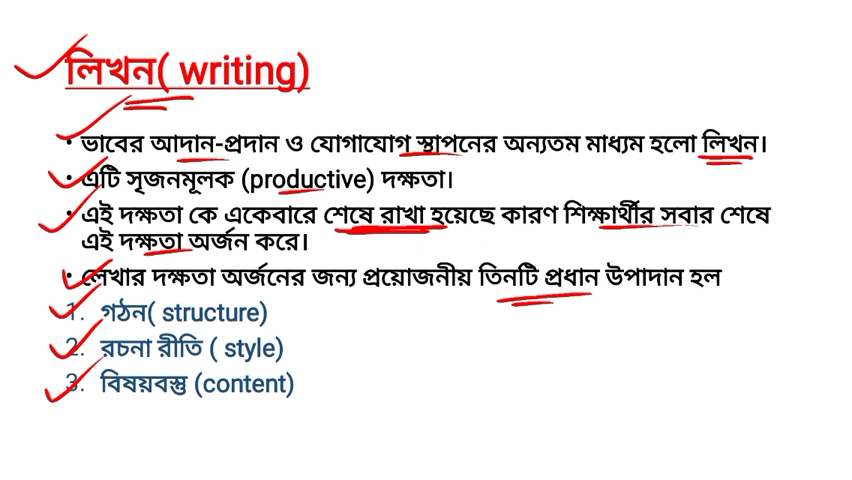 লিখন( writing)
• ভাবের আদান-প্রদান ও যোগাযোগ স্থাপনের অন্যতম মাধ্যম হলো লিখন।
• এটি সৃজনমূলক (productive) দক্ষতা।
• এই দক্ষতা কে একেবারে শেষে রাখা হয়েছে কারণ শিক্ষার্থীর সবার শেষে
এই দক্ষতা অর্জন করে।
• লেখার দক্ষতা অর্জনের জন্য প্রয়োজনীয় তিনটি প্রধান উপাদান হল
1. গঠন( structure)
2. রচনা রীতি ( style)
3. বিষয়বস্তু (content)